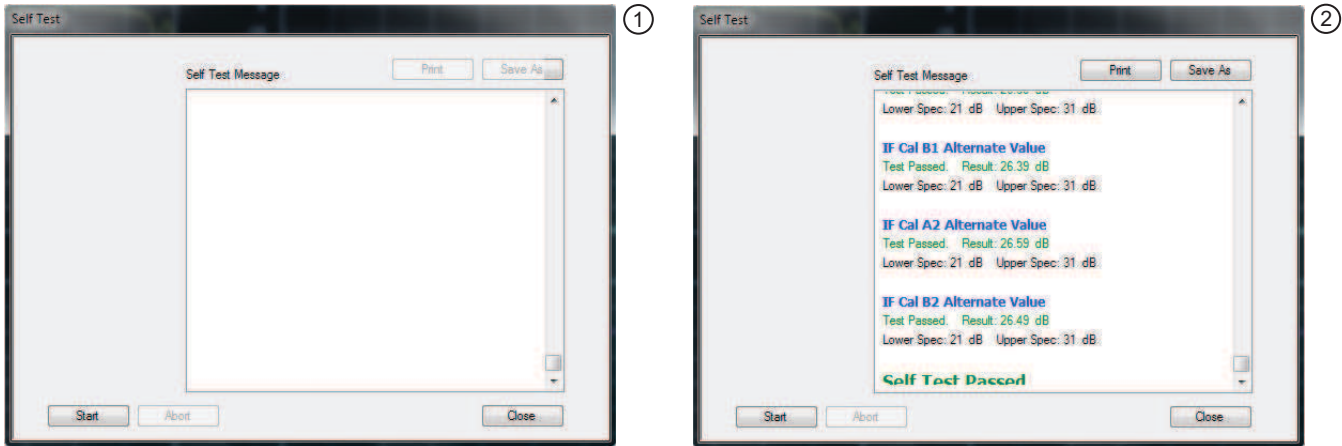 Self Test
1
Print Save As
Self Test Message
Start Abort Close
Self Test
2
Print Save As
Self Test Message
Lower Spec: 21 dB Upper Spec: 31 dB
IF Cal B1 Alternate Value
Test Passed. Result: 26.39 dB
Lower Spec: 21 dB Upper Spec: 31 dB
IF Cal A2 Alternate Value
Test Passed. Result: 26.59 dB
Lower Spec: 21 dB Upper Spec: 31 dB
IF Cal B2 Alternate Value
Test Passed. Result: 26.49 dB
Lower Spec: 21 dB Upper Spec: 31 dB
Self Test Passed
Start Abort Close